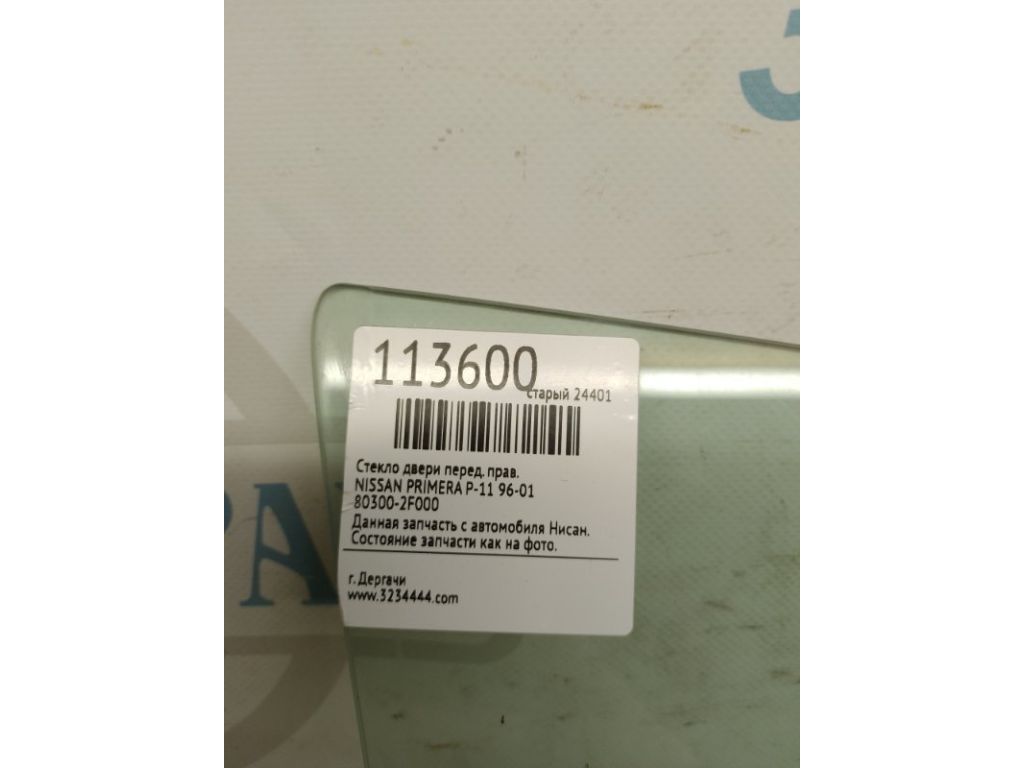 113600
старый 24401
Стекло двери перед. прав.
NISSAN PRIMERA P-11 96-01
80300-2F000
Данная запчасть с автомобиля Нисан.
Состояние запчасти как на фото.
г. Дергачи
www.3234444.com